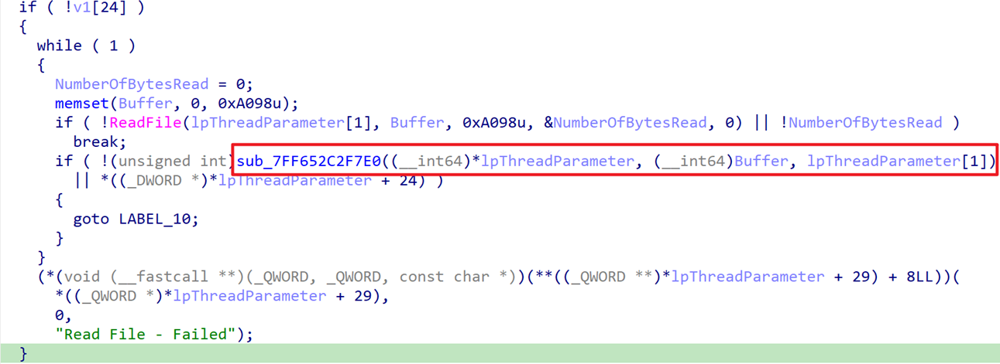 if ( !v1[24] )
{
while ( 1 )
{
NumberOfBytesRead = 0;
memset(Buffer, 0, 0xA098u);
if ( !ReadFile(lpThreadParameter[1], Buffer, 0xA098u, &NumberOfBytesRead, 0) || !NumberOfBytesRead )
break;
if ( !(unsigned int)sub_7FF652C2F7E0((__int64)*lpThreadParameter, (__int64)Buffer, lpThreadParameter[1])
|| *((_DWORD *)*lpThreadParameter + 24) )
{
goto LABEL_10;
}
}
(*(void (__fastcall **)(_QWORD, _QWORD, const char *))(**((_QWORD **)*lpThreadParameter + 29) + 8LL))(
*((_QWORD *)*lpThreadParameter + 29),
0,
"Read File - Failed");
}